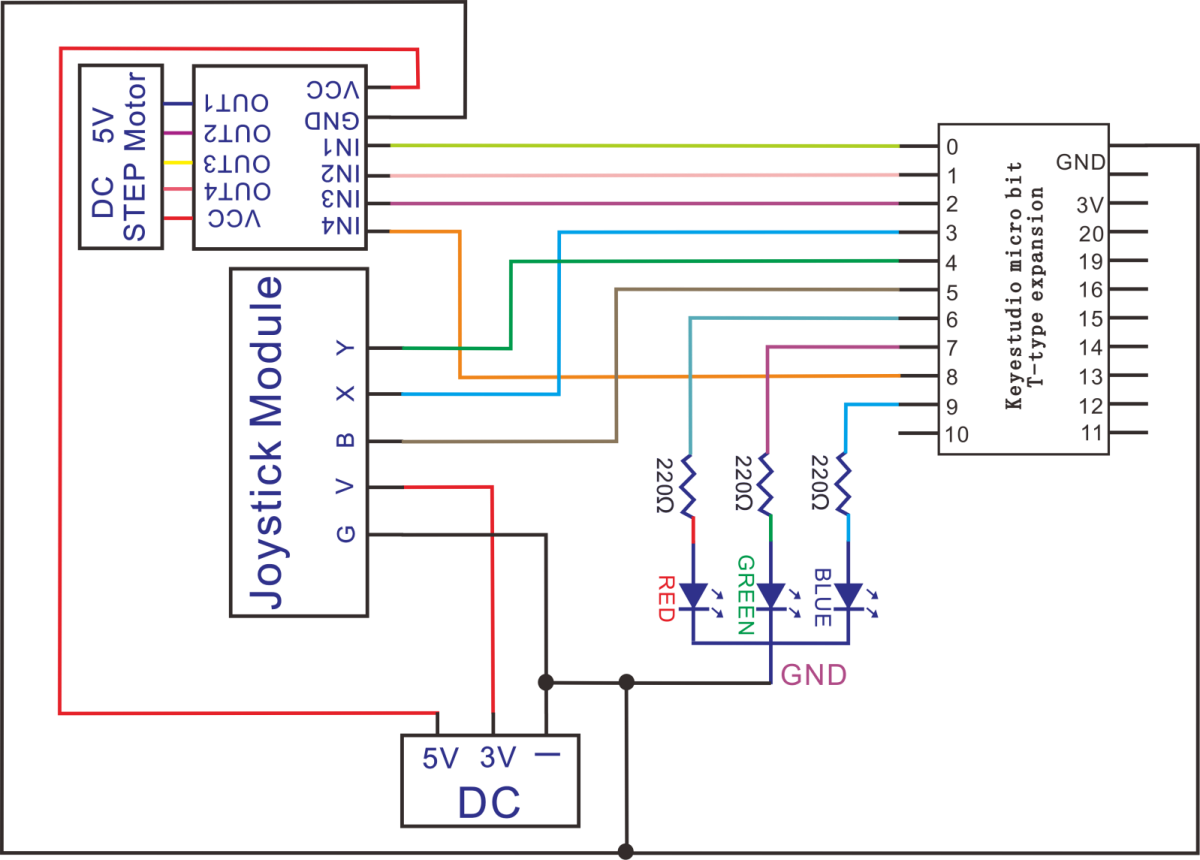 DC 5V
STEP Motor
OUT1
OUT2
OUT3
OUT4
VCC
VCC
GND
IN1
IN2
IN3
IN4
Joystick Module
Y
X
B
V
G
0
1
2
3
4
5
6
7
8
9
10
Keyestudio micro bit
T-type expansion
GND
3V
20
19
16
15
14
13
12
11
220Ω
220Ω
220Ω
RED
GREEN
BLUE
GND
5V 3V —
DC